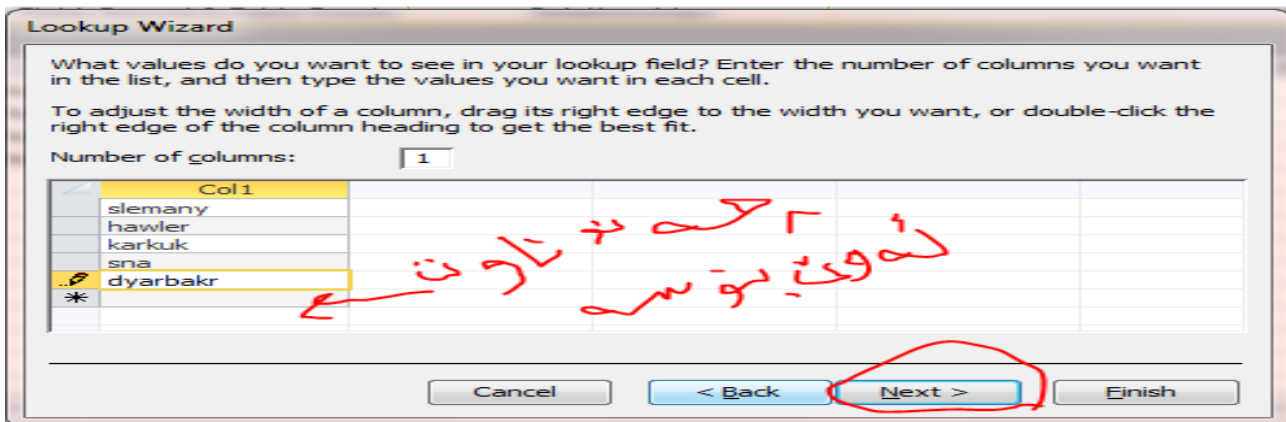 Lookup Wizard
What values do you want to see in your lookup field? Enter the number of columns you want
in the list, and then type the values you want in each cell.
To adjust the width of a column, drag its right edge to the width you want, or double-click the
right edge of the column heading to get the best fit.
Number of columns: 1
Col1
slemany
hawler
karkuk
sna
dyarbakr
ناوت
بنوسه
Cancel < Back Next > Finish